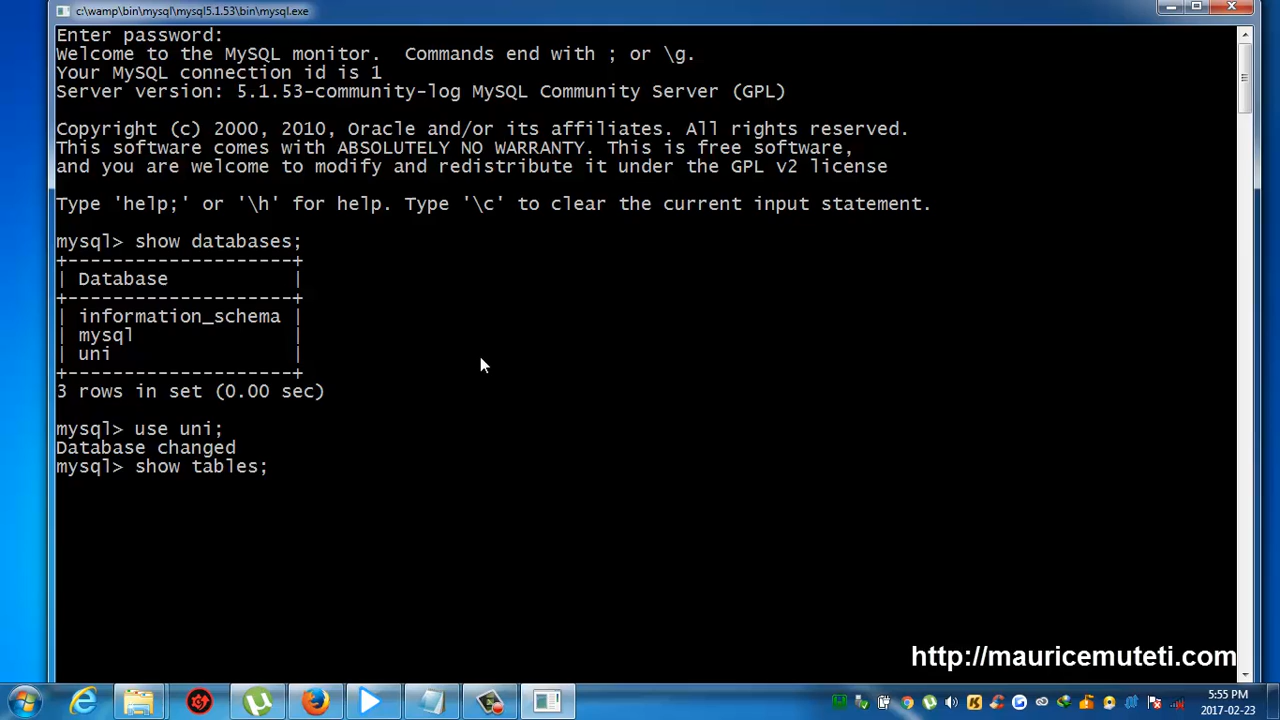 c:\wamp\bin\mysql\mysql5.1.53\bin\mysql.exe
Enter password:
Welcome to the MySQL monitor.  Commands end with ; or \g.
Your MySQL connection id is 1
Server version: 5.1.53-community-log MySQL Community Server (GPL)
Copyright (c) 2000, 2010, Oracle and/or its affiliates. All rights reserved.
This software comes with ABSOLUTELY NO WARRANTY. This is free software,
and you are welcome to modify and redistribute it under the GPL v2 license
Type 'help;' or '\h' for help. Type '\c' to clear the current input statement.
mysql> show databases;
+--------------------+
| Database           |
+--------------------+
| information_schema |
| mysql              |
| uni                |
+--------------------+
3 rows in set (0.00 sec)
mysql> use uni;
Database changed
mysql> show tables;
http://mauricemuteti.com
5:55 PM
2017-02-23